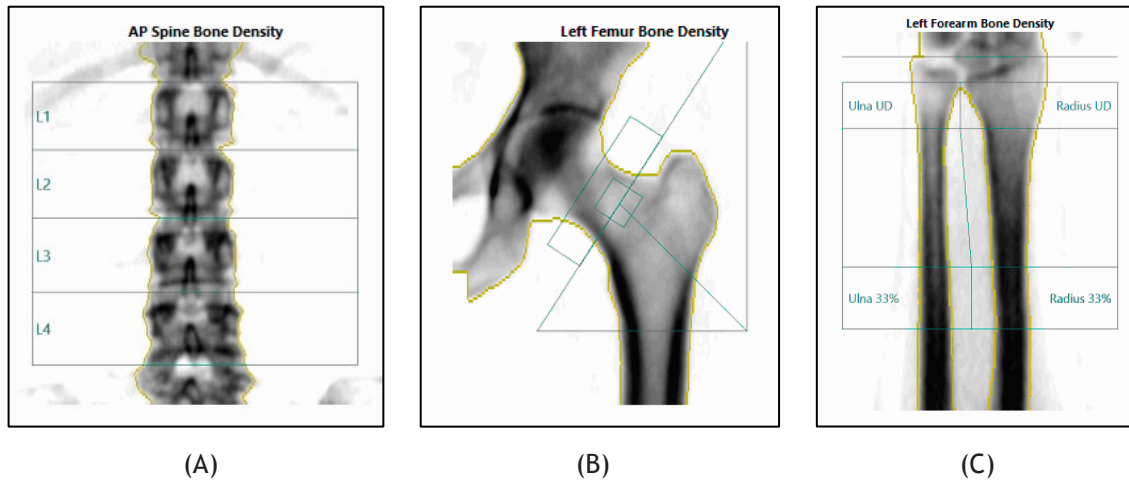 AP Spine Bone Density
L1
L2
L3
L4
(A)
Left Femur Bone Density
(B)
Left Forearm Bone Density
Ulna UD Radius UD
Ulna 33% Radius 33%
(C)